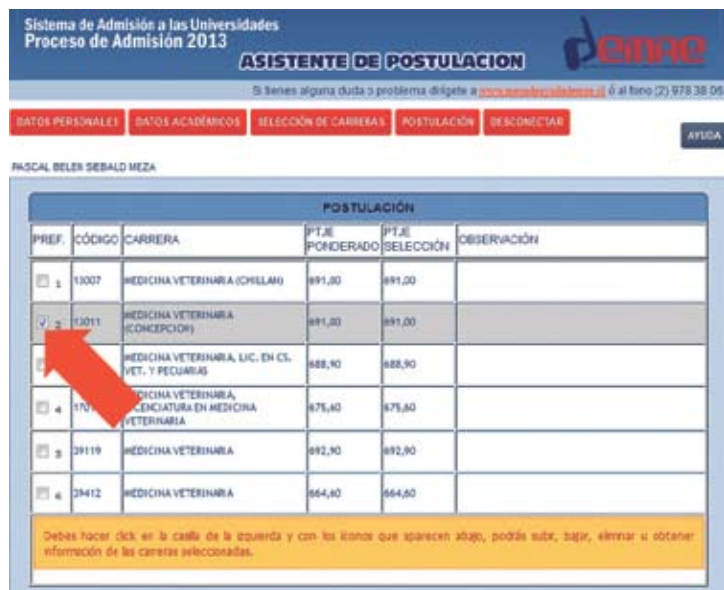 Sistema de Admisión a las Universidades
Proceso de Admisión 2013
ASISTENTE DE POSTULACION
demre
Si tienes alguna duda o problema dirígete a ó al fono (2) 978 38 06
DATOS PERSONALES DATOS ACADÉMICOS SELECCIÓN DE CARRERAS POSTULACIÓN DESCONECTAR
AYUDA
PASCAL BELEN SIEBALD MEZA
POSTULACIÓN
PREF. CÓDIGO CARRERA PTJE PONDERADO PTJE SELECCIÓN OBSERVACIÓN
1 13007 MEDICINA VETERINARIA (CHILLAN) 691,00 691,00
2 13011 MEDICINA VETERINARIA (CONCEPCION) 691,00 691,00
MEDICINA VETERINARIA, LIC. EN CS. VET. Y PECUARIAS 688,90 688,90
4 MEDICINA VETERINARIA, LICENCIATURA EN MEDICINA VETERINARIA 675,60 675,60
5 39119 MEDICINA VETERINARIA 692,90 692,90
6 39412 MEDICINA VETERINARIA 664,60 664,60
Debes hacer click en la casilla de la izquierda y con los iconos que aparecen abajo, podrás subir, bajar, eliminar u obtener
información de las carreras seleccionadas.